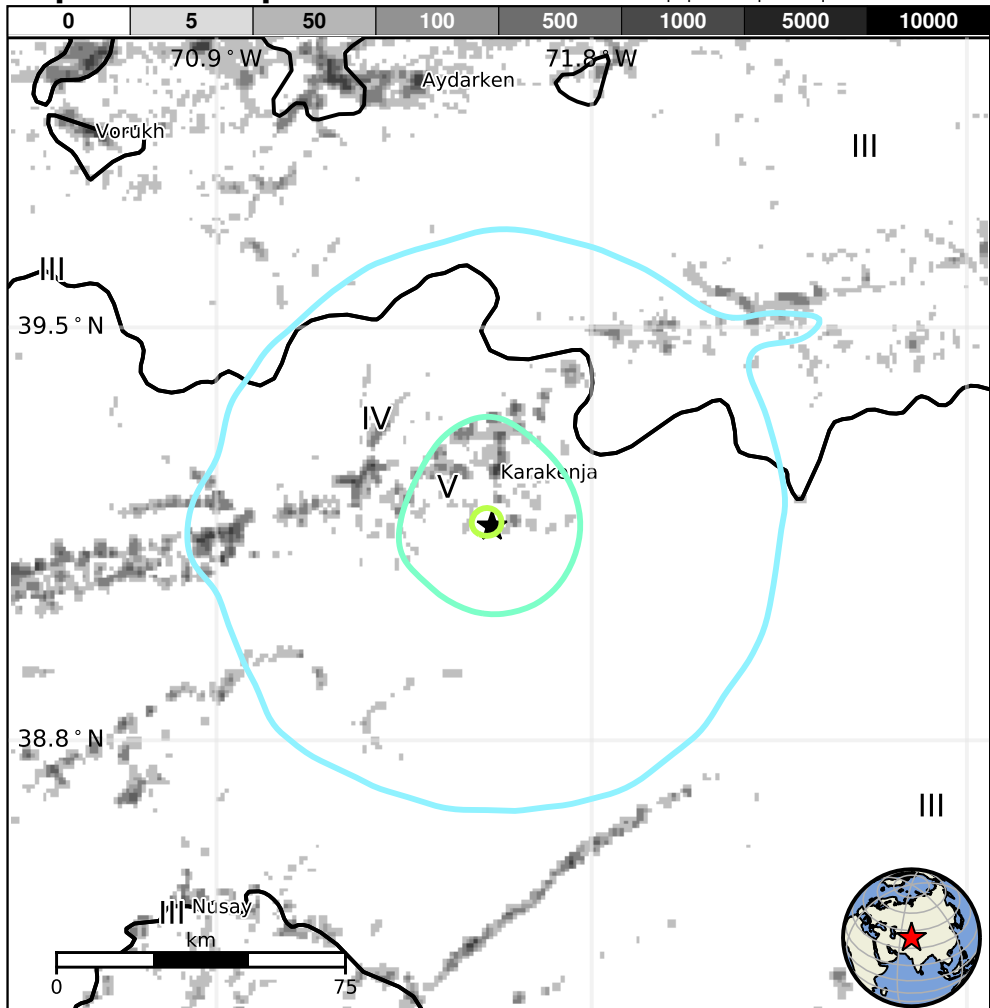 0 5 50 100 500 1000 5000 10000
70.9°W 71.8°W
Aydarken
Vorukh
III
III
39.5°N
IV
Karakenja
V
38.8°N
III
III Nusay
km
0 75